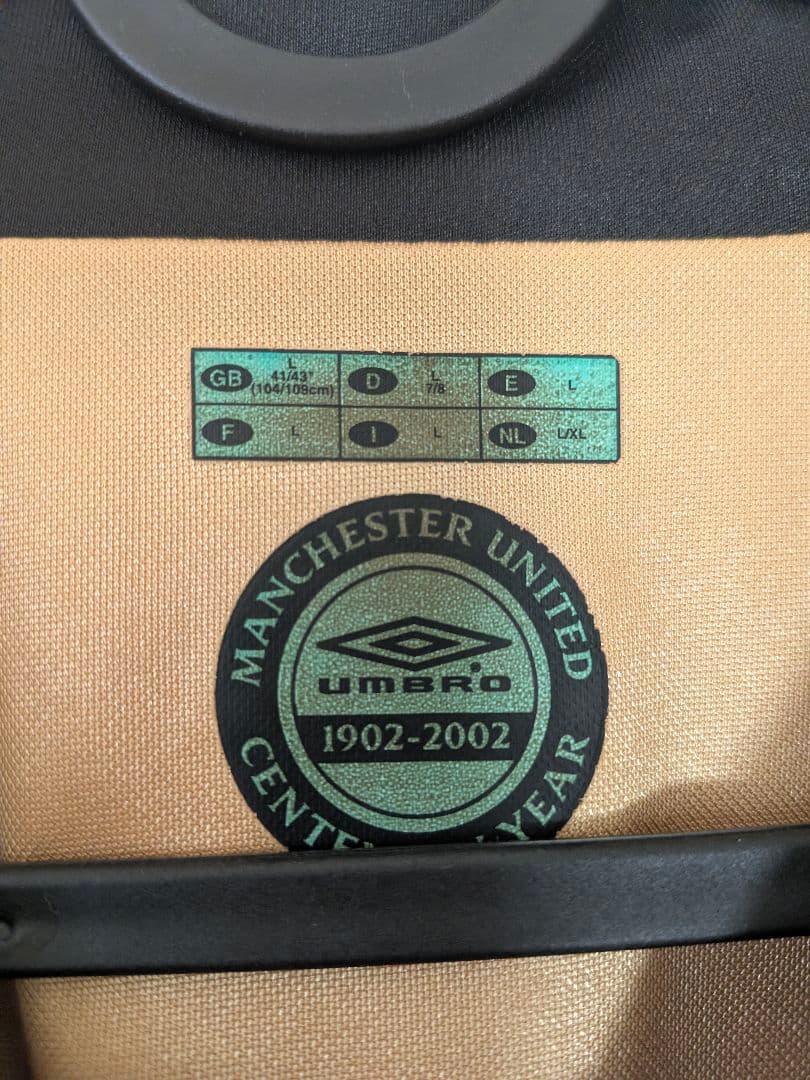 GB L 41/43" (104/109cm) D L 7/8 E L
F L I L NL L/XL
MANCHESTER UNITED
UMBRO
1902-2002
YEAR